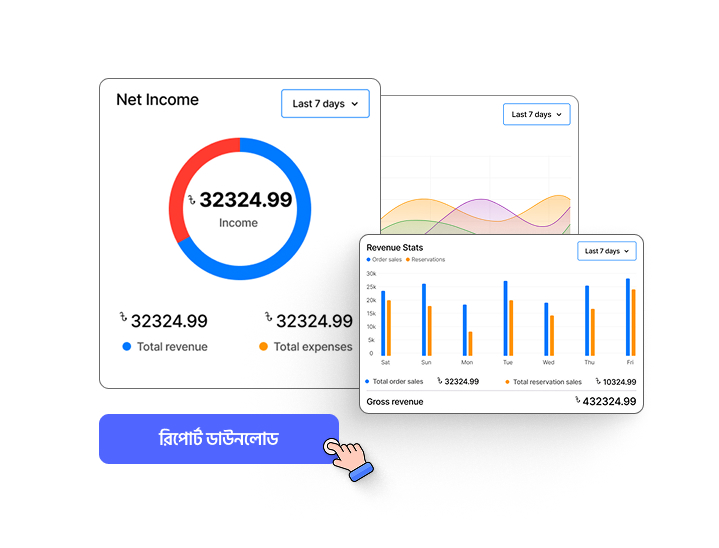 Net Income
Last 7 days
৳ 32324.99
Income
৳ 32324.99
৳ 32324.99
Total revenue
Total expenses
Last 7 days
Revenue Stats
Last 7 days
Order sales
Reservations
30k
25k
20k
15k
10k
5k
0
Sat Sun Mon Tue Wed Thu Fri
Total order sales ৳ 32324.99
Total reservation sales ৳ 10324.99
Gross revenue ৳ 432324.99
রিপোর্ট ডাউনলোড